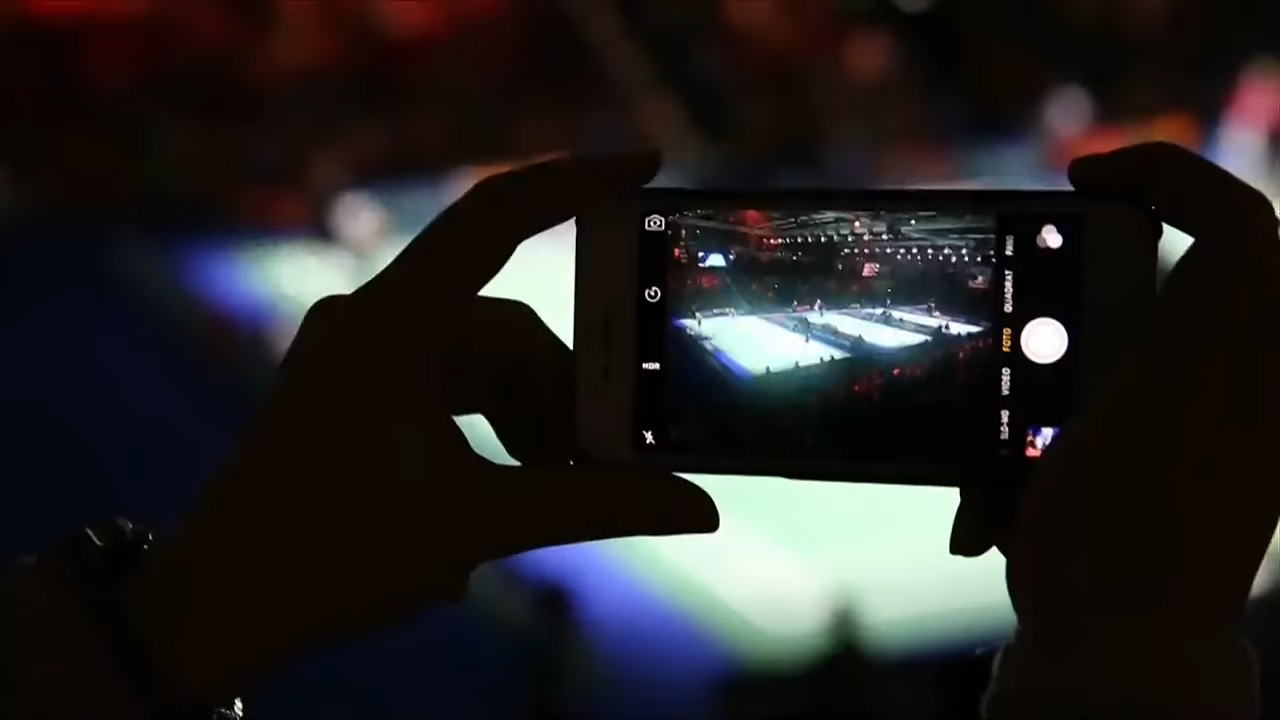 HDR
PANO
QUADRAT
FOTO
VIDEO
SLO-MO